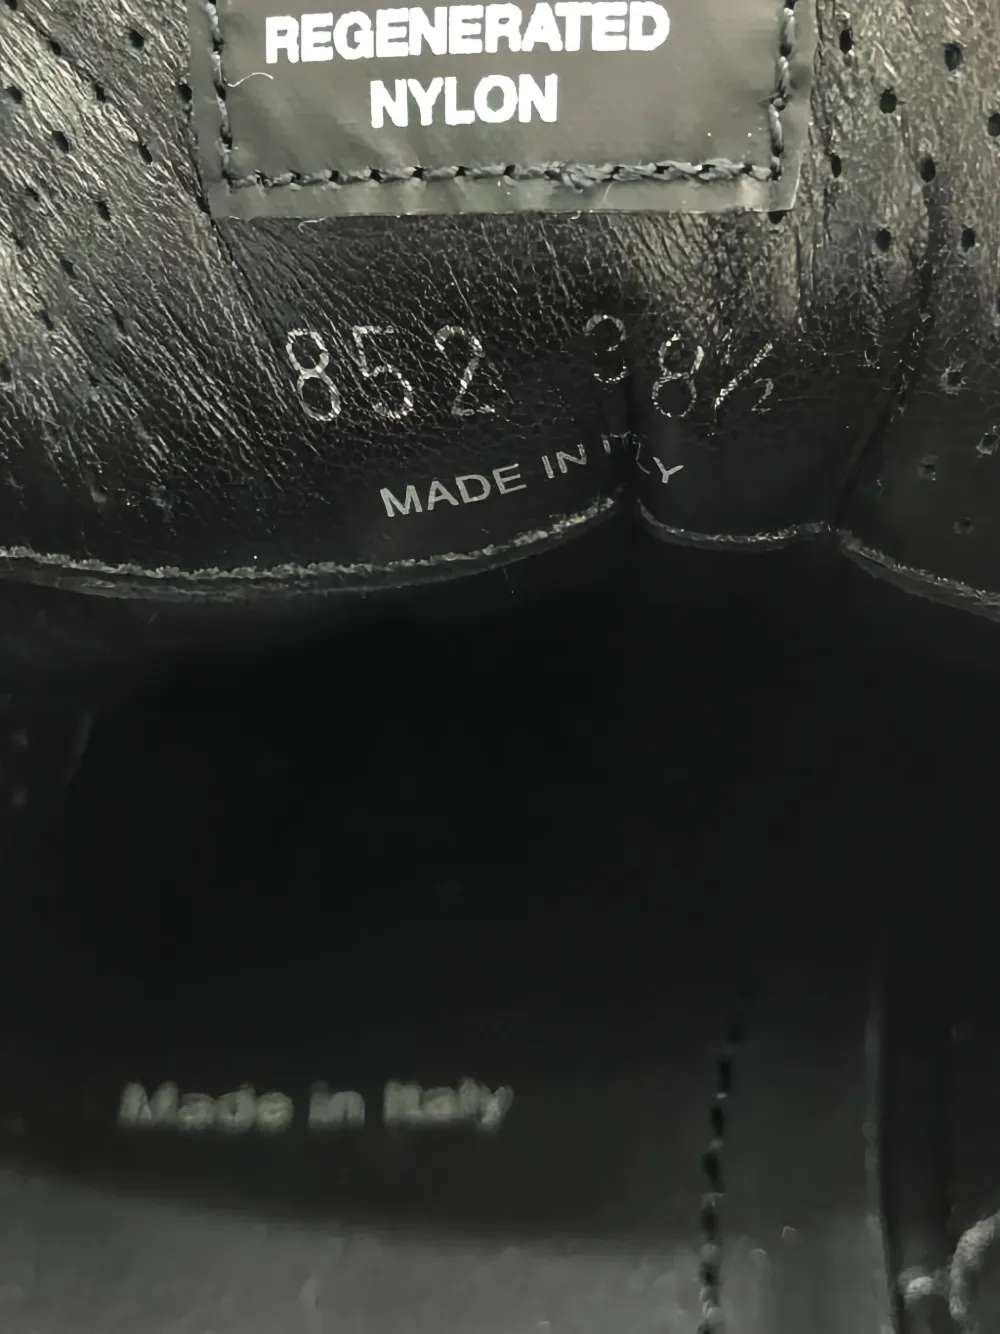 REGENERATED
NYLON
852 38½
MADE IN ITALY
Made in Italy